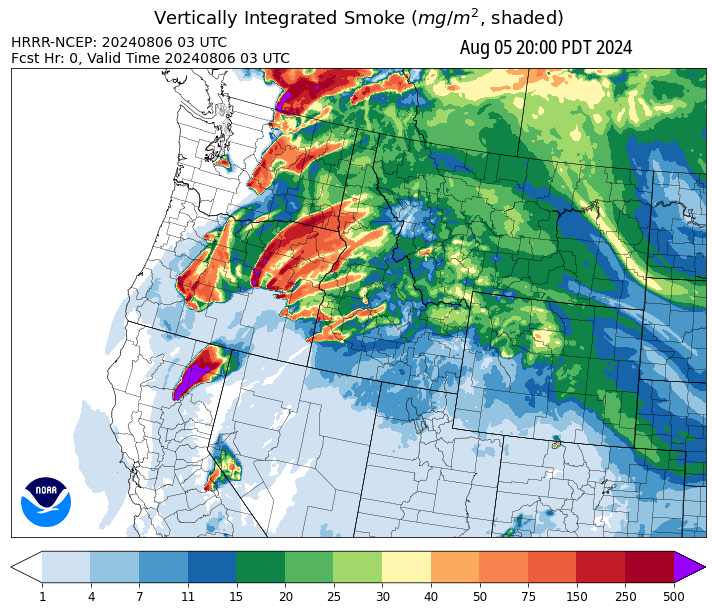 Vertically Integrated Smoke (mg/m², shaded)
HRRR-NCEP: 20240806 03 UTC
Aug 05 20:00 PDT 2024
Fcst Hr: 0, Valid Time 20240806 03 UTC
NOAA
1 4 7 11 15 20 25 30 40 50 75 150 250 500